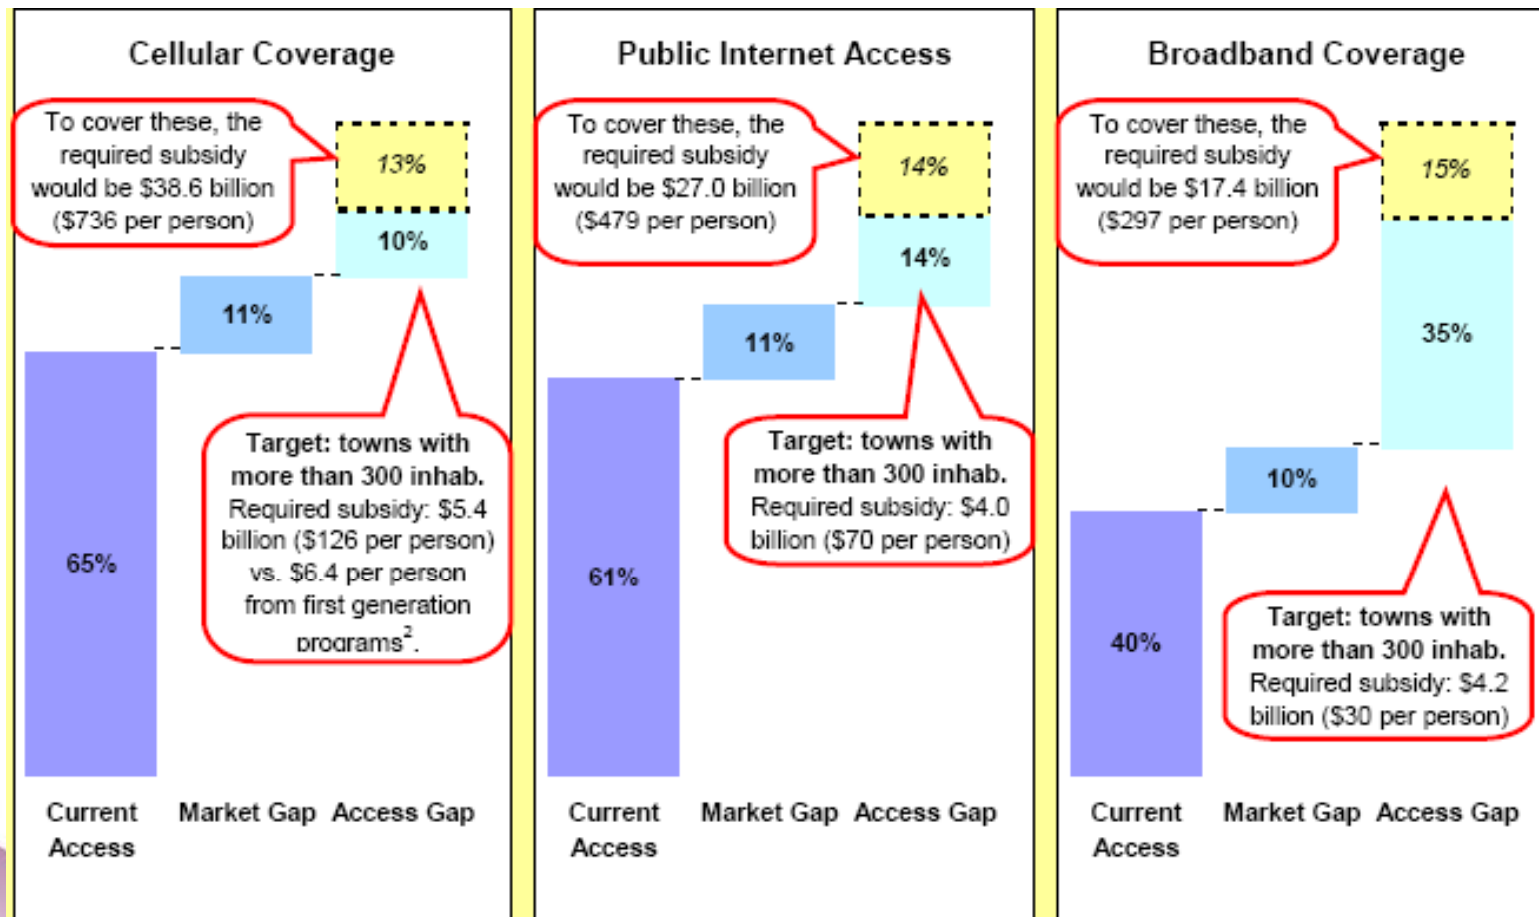 Cellular Coverage
To cover these, the
required subsidy
would be $38.6 billion
($736 per person)
13%
10%
11%
65%
Target: towns with
more than 300 inhab.
Required subsidy: $5.4
billion ($126 per person)
vs. $6.4 per person
from first generation
programs².
Current
Access
Market Gap
Access Gap
Public Internet Access
To cover these, the
required subsidy
would be $27.0 billion
($479 per person)
14%
14%
11%
61%
Target: towns with
more than 300 inhab.
Required subsidy: $4.0
billion ($70 per person)
Current
Access
Market Gap
Access Gap
Broadband Coverage
To cover these, the
required subsidy
would be $17.4 billion
($297 per person)
15%
35%
10%
40%
Target: towns with
more than 300 inhab.
Required subsidy: $4.2
billion ($30 per person)
Current
Access
Market Gap
Access Gap